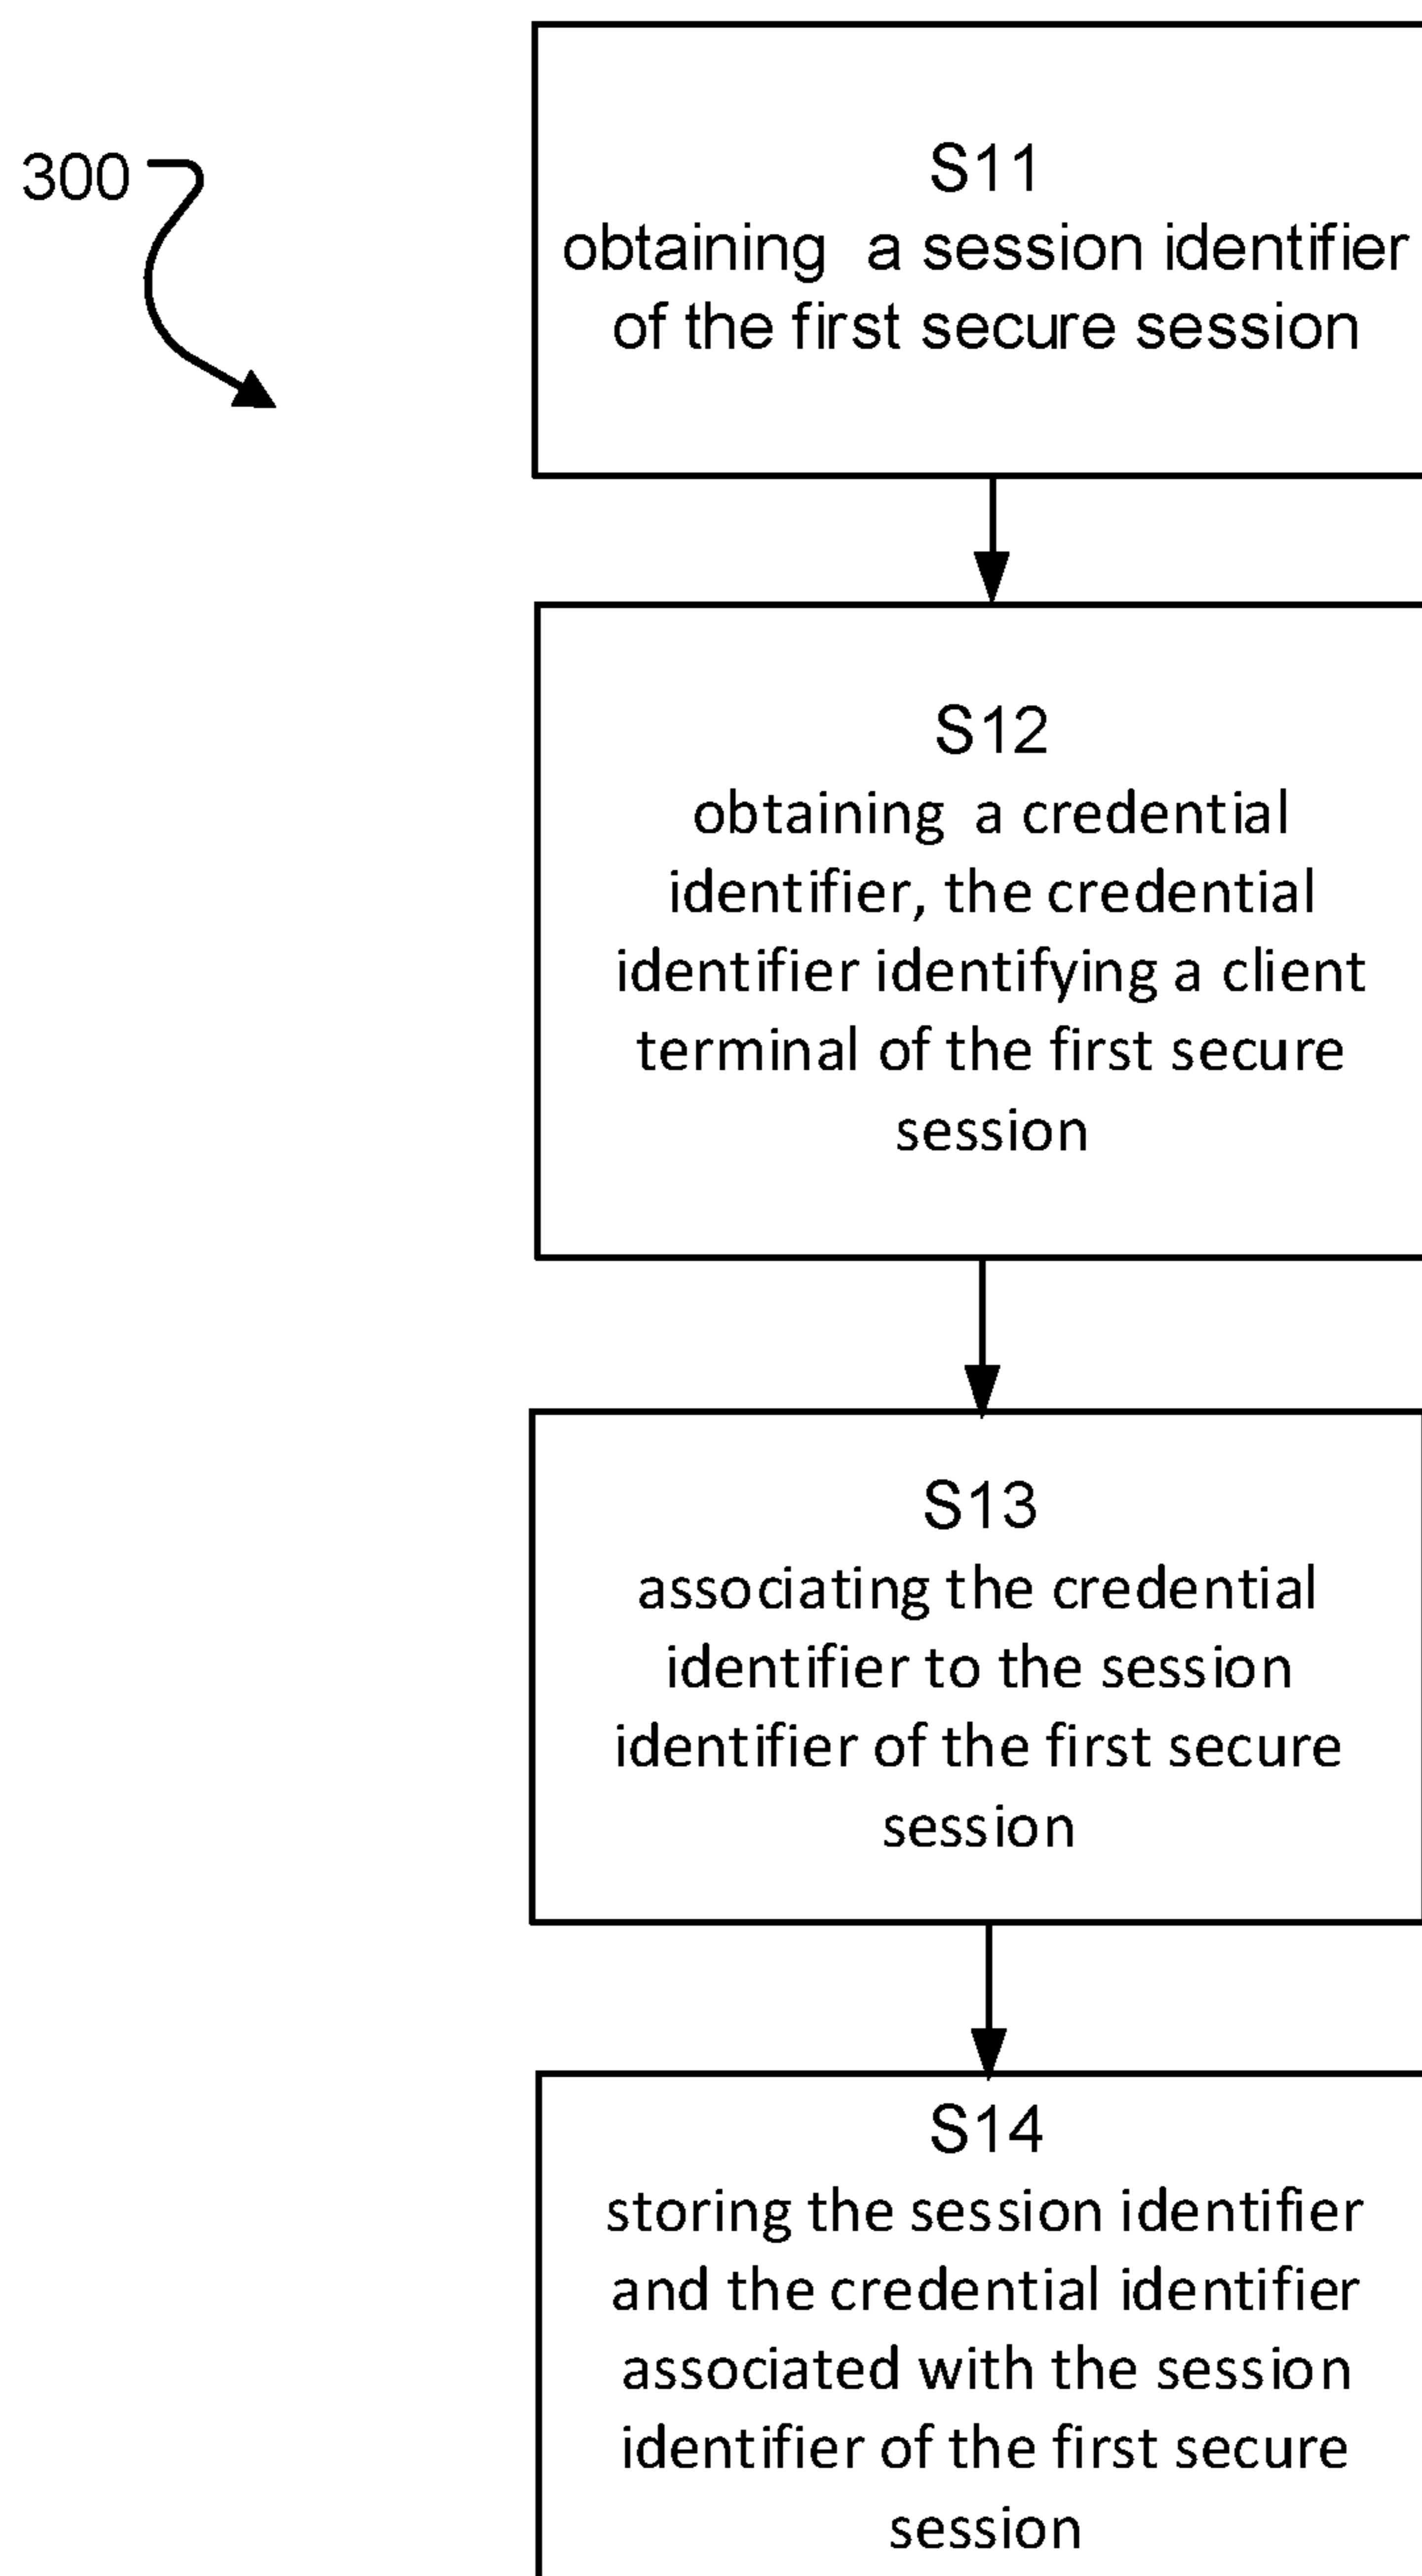 300
S11
obtaining a session identifier
of the first secure session
S12
obtaining a credential
identifier, the credential
identifier identifying a client
terminal of the first secure
session
S13
associating the credential
identifier to the session
identifier of the first secure
session
S14
storing the session identifier
and the credential identifier
associated with the session
identifier of the first secure
session